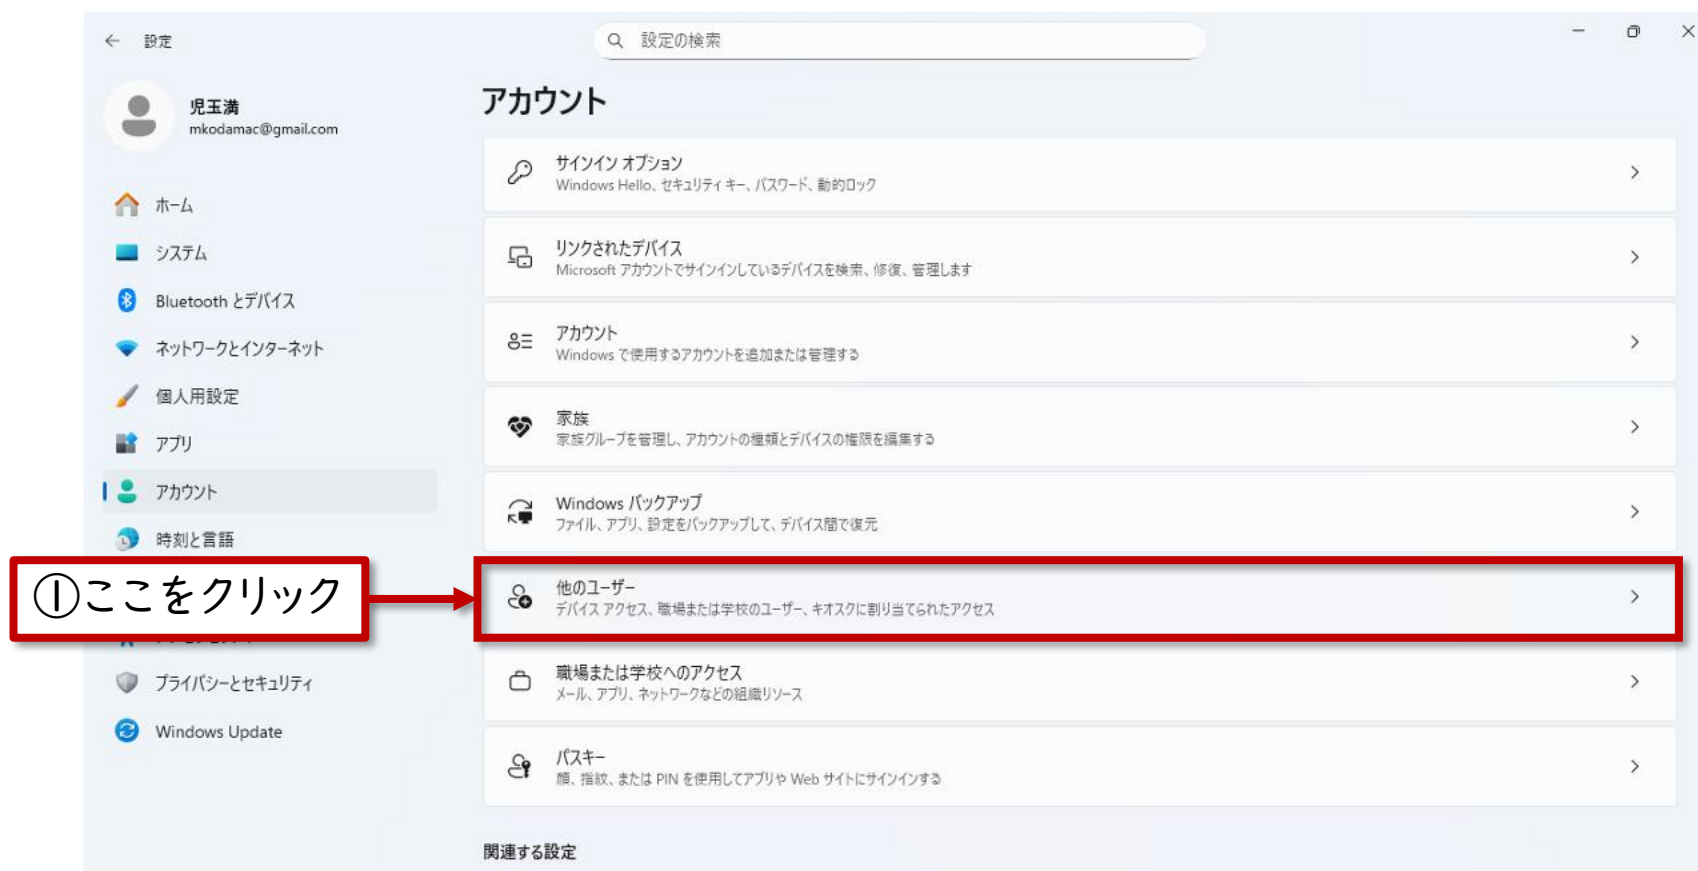 設定
設定の検索
児玉満
mkodamac@gmail.com
ホーム
システム
Bluetooth とデバイス
ネットワークとインターネット
個人用設定
アプリ
アカウント
時刻と言語
①ここをクリック
プライバシーとセキュリティ
Windows Update
アカウント
サインイン オプション
Windows Hello、セキュリティ キー、パスワード、動的ロック
リンクされたデバイス
Microsoft アカウントでサインインしているデバイスを検索、修復、管理します
アカウント
Windows で使用するアカウントを追加または管理する
家族
家族グループを管理し、アカウントの種類とデバイスの権限を編集する
Windows バックアップ
ファイル、アプリ、設定をバックアップして、デバイス間で復元
他のユーザー
デバイス アクセス、職場または学校のユーザー、キオスクに割り当てられたアクセス
職場または学校へのアクセス
メール、アプリ、ネットワークなどの組織リソース
パスキー
顔、指紋、または PIN を使用してアプリや Web サイトにサインインする
関連する設定